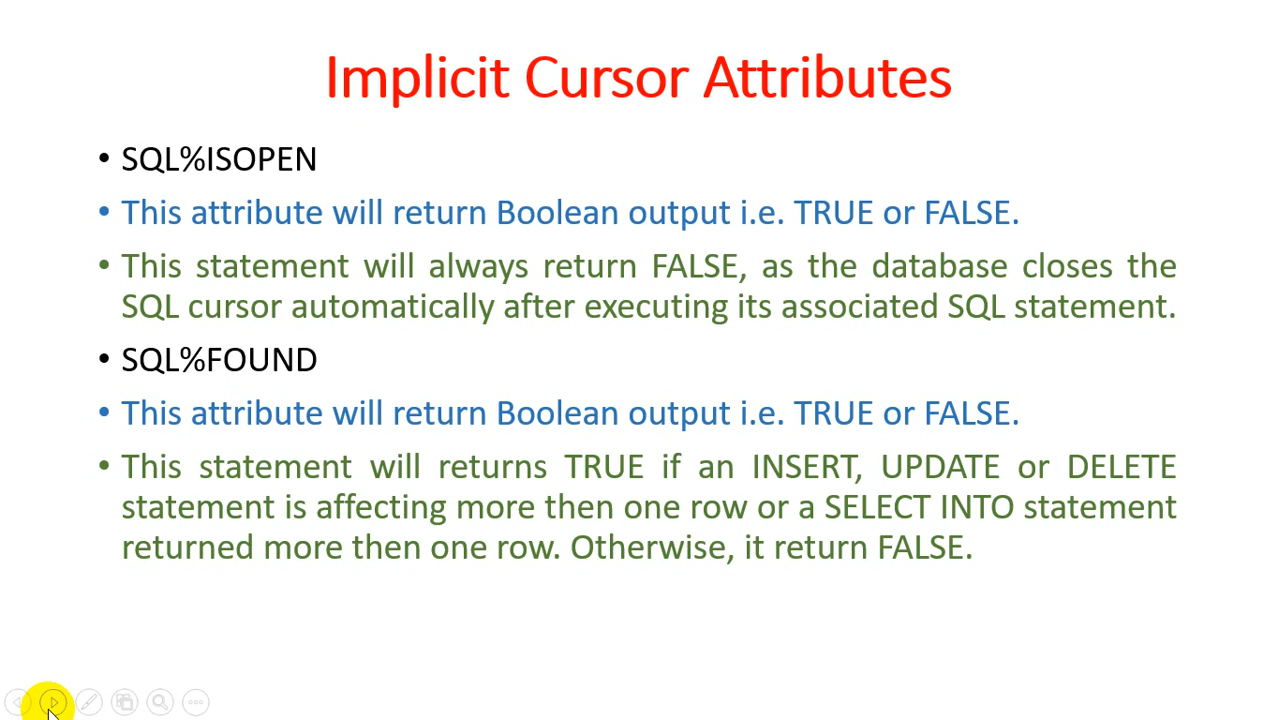 Implicit Cursor Attributes
• SQL%ISOPEN
• This attribute will return Boolean output i.e. TRUE or FALSE.
• This statement will always return FALSE, as the database closes the
SQL cursor automatically after executing its associated SQL statement.
• SQL%FOUND
• This attribute will return Boolean output i.e. TRUE or FALSE.
• This statement will returns TRUE if an INSERT, UPDATE or DELETE
statement is affecting more then one row or a SELECT INTO statement
returned more then one row. Otherwise, it return FALSE.